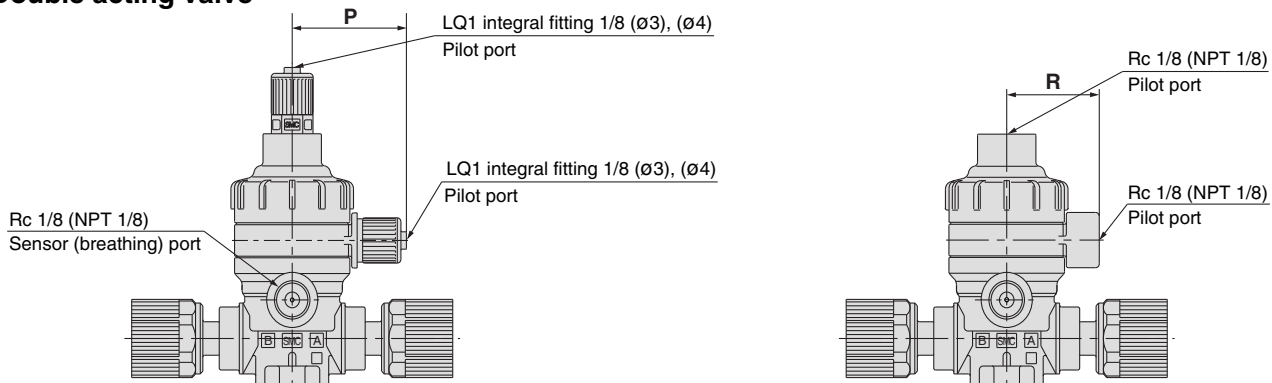 Double acting valve
P
LQ1 integral fitting 1/8 (ø3), (ø4)
Pilot port
SMC
LQ1 integral fitting 1/8 (ø3), (ø4)
Pilot port
Rc 1/8 (NPT 1/8)
Sensor (breathing) port
B SMC A
R
Rc 1/8 (NPT 1/8)
Pilot port
Rc 1/8 (NPT 1/8)
Pilot port
B SMC A